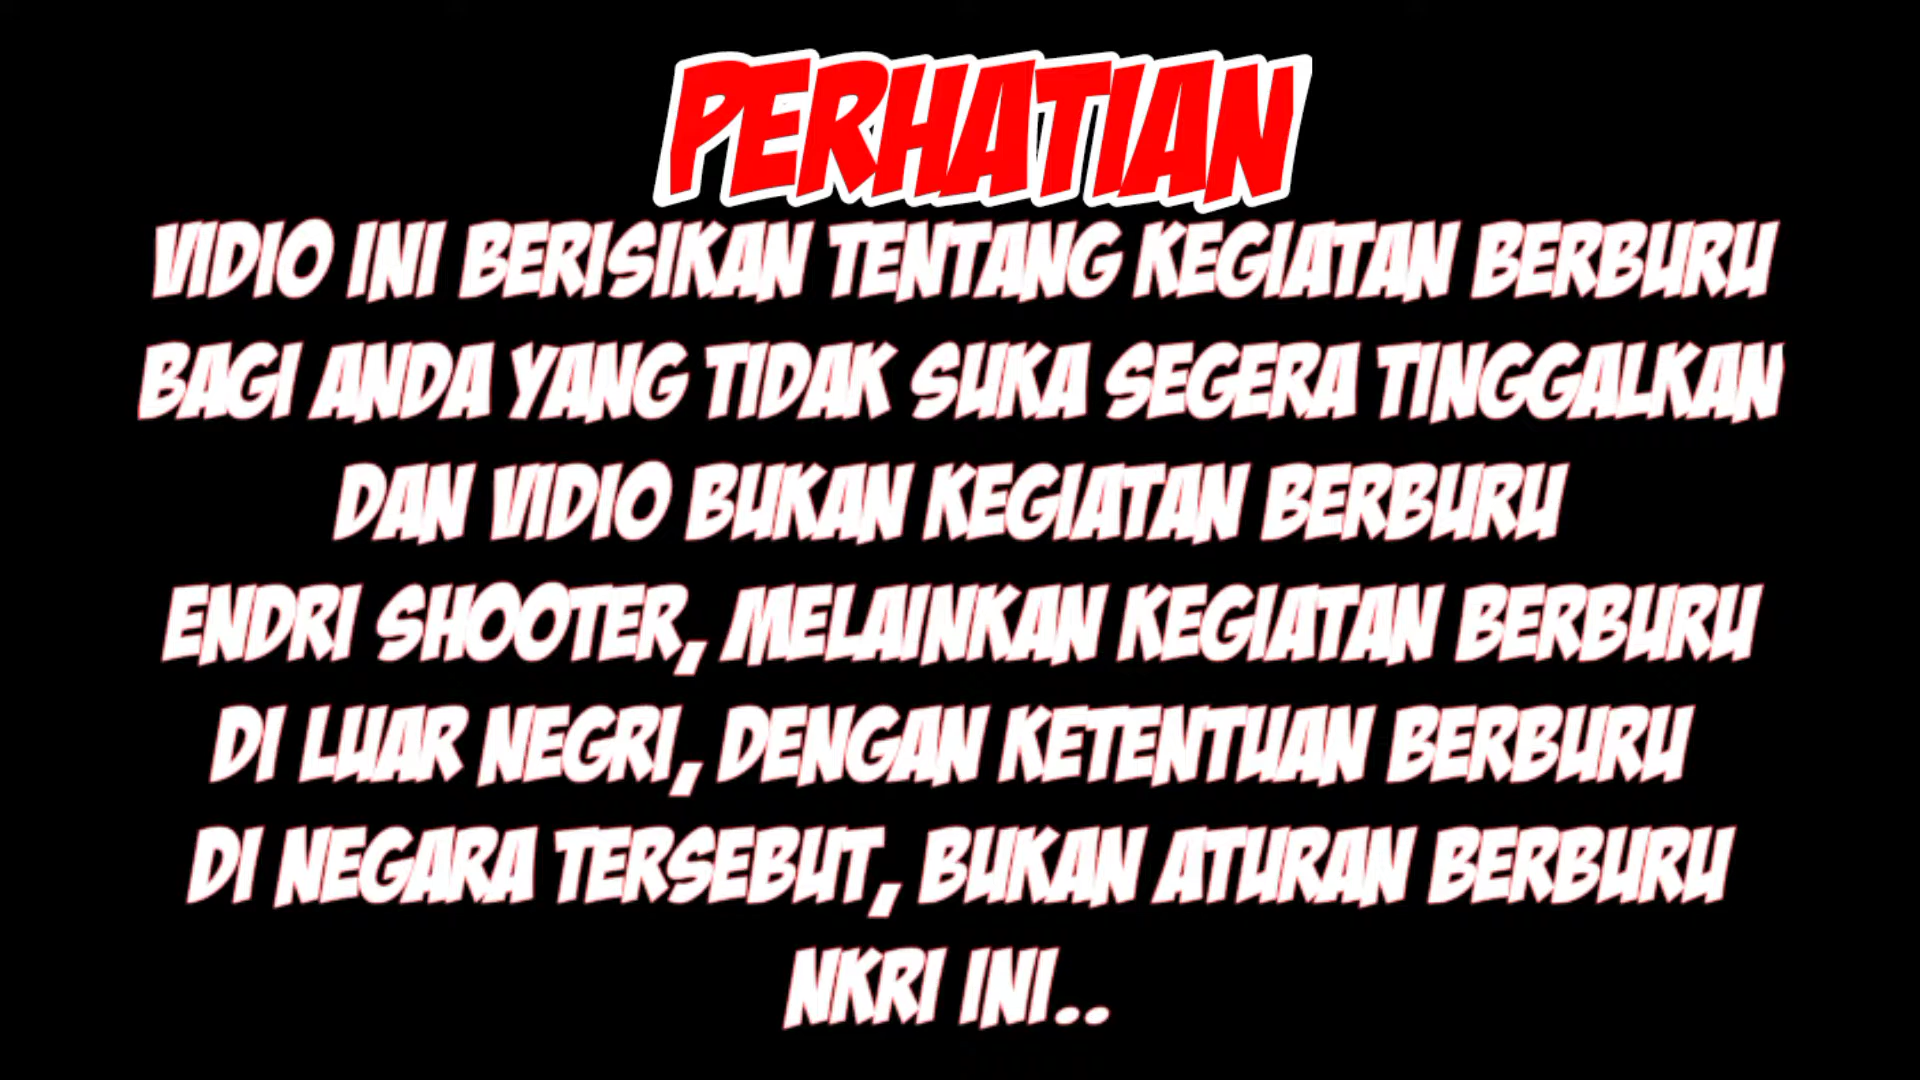 PERHATIAN
VIDIO INI BERISIKAN TENTANG KEGIATAN BERBURU
BAGI ANDA YANG TIDAK SUKA SEGERA TINGGALKAN
DAN VIDIO BUKAN KEGIATAN BERBURU
ENDRI SHOOTER, MELAINKAN KEGIATAN BERBURU
DI LUAR NEGRI, DENGAN KETENTUAN BERBURU
DI NEGARA TERSEBUT, BUKAN ATURAN BERBURU
NKRI INI..